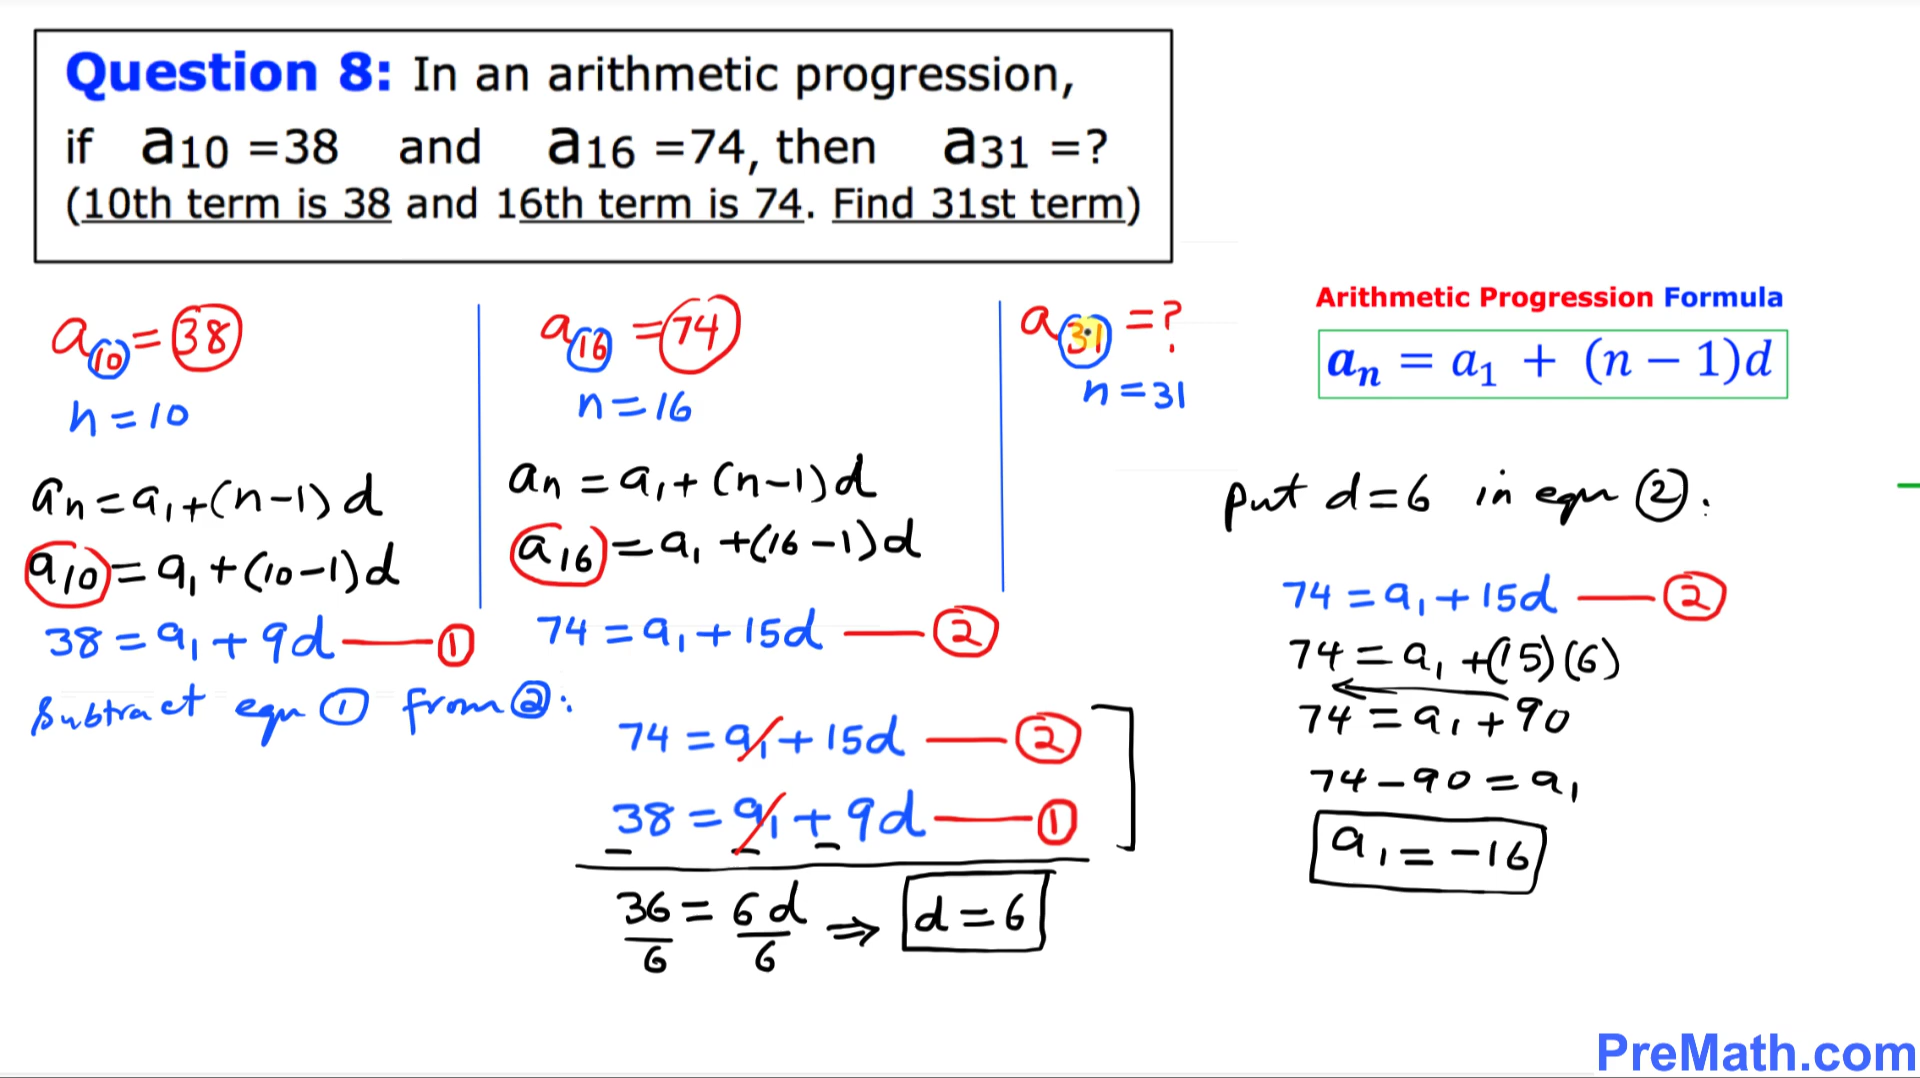 Question 8: In an arithmetic progression,
if a10 =38 and a16 =74, then a31 =?
(10th term is 38 and 16th term is 74. Find 31st term)
a10 = 38
n = 10
an = a1 + (n-1) d
a10 = a1 + (10-1) d
38 = a1 + 9d — 1
a16 = 74
n = 16
an = a1 + (n-1) d
a16 = a1 + (16-1) d
74 = a1 + 15d — 2
a31 = ?
n = 31
Subtract eqn 1 from 2:
74 = a1 + 15d — 2
38 = a1 + 9d — 1
- - -
36 = 6d ⇒ d = 6
6 6
Arithmetic Progression Formula
an = a1 + (n − 1)d
Put d = 6 in eqn 2.
74 = a1 + 15d — 2
74 = a1 + (15)(6)
74 = a1 + 90
74 - 90 = a1
a1 = -16
PreMath.com